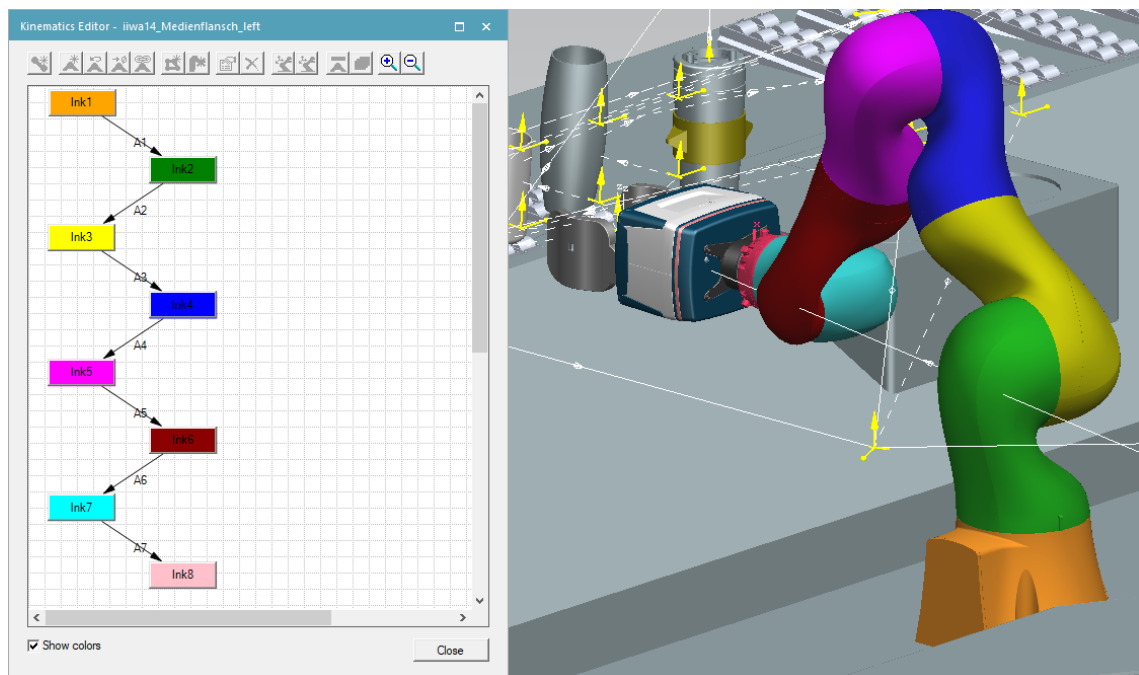 Kinematics Editor - iiwa14_Medienflansch_left
lnk1
A1
lnk2
A2
lnk3
A3
lnk4
A4
lnk5
A5
lnk6
A6
lnk7
A7
lnk8
Show colors
Close